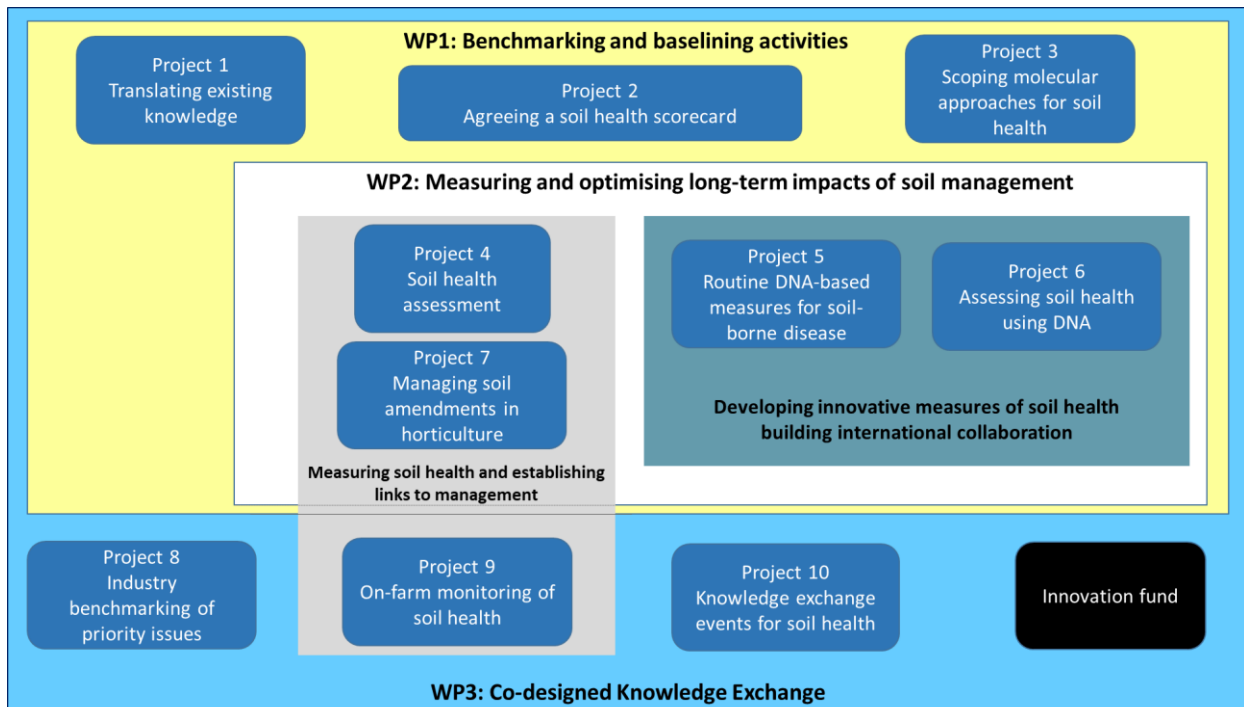 WP1: Benchmarking and baselining activities
Project 1
Translating existing
knowledge
Project 2
Agreeing a soil health scorecard
Project 3
Scoping molecular
approaches for soil
health
WP2: Measuring and optimising long-term impacts of soil management
Project 4
Soil health
assessment
Project 5
Routine DNA-based
measures for soil-
borne disease
Project 6
Assessing soil health
using DNA
Project 7
Managing soil
amendments in
horticulture
Developing innovative measures of soil health
building international collaboration
Measuring soil health and establishing
links to management
Project 8
Industry
benchmarking of
priority issues
Project 9
On-farm monitoring of
soil health
Project 10
Knowledge exchange
events for soil health
Innovation fund
WP3: Co-designed Knowledge Exchange